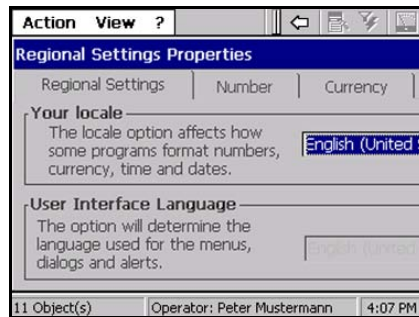 Action View ?
Regional Settings Properties
Regional Settings Number Currency
Your locale
The locale option affects how
some programs format numbers,
currency, time and dates.
English (United S
User Interface Language
The option will determine the
language used for the menus,
dialogs and alerts.
English (United
11 Object(s) Operator: Peter Mustermann 4:07 PM